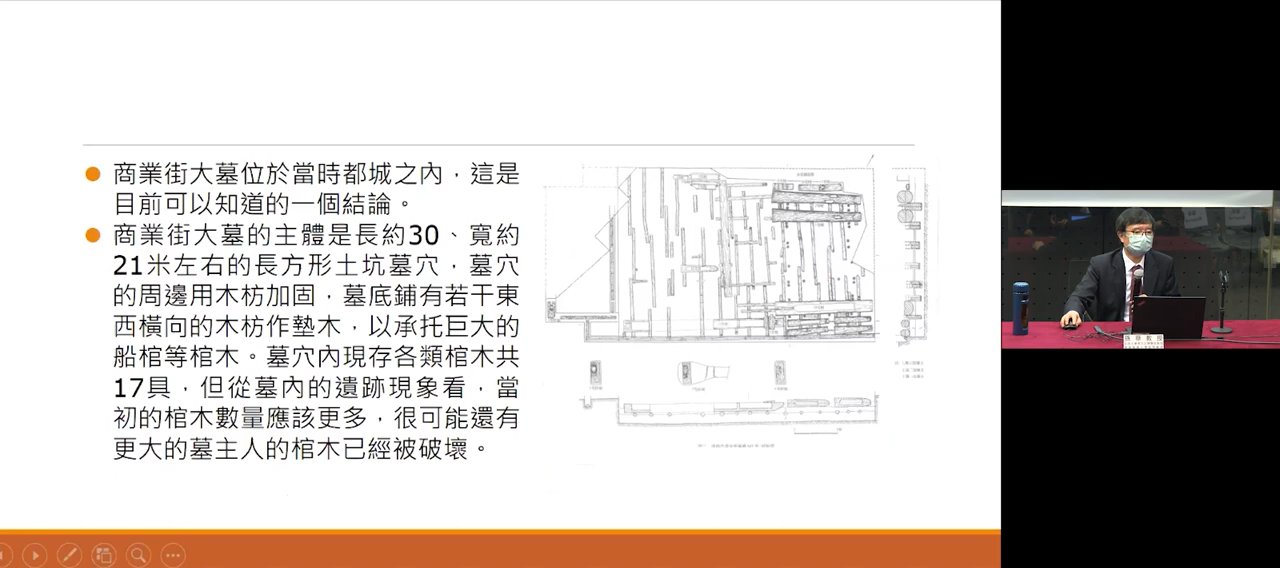 商業街大墓位於當時都城之內，這是
目前可以知道的一個結論。
商業街大墓的主體是長約30、寬約
21米左右的長方形土坑墓穴，墓穴
的周邊用木枋加固，墓底鋪有若干東
西橫向的木枋作墊木，以承托巨大的
船棺等棺木。墓穴內現存各類棺木共
17具，但從墓內的遺跡現象看，當
初的棺木數量應該更多，很可能還有
更大的墓主人的棺木已經被破壞。